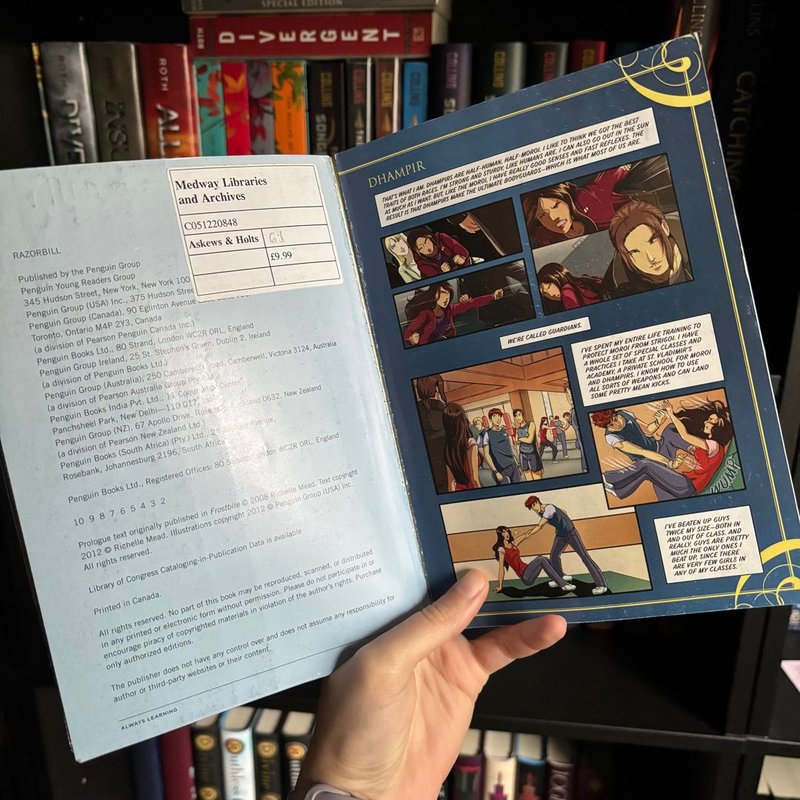 SPECIAL EDITION
ROTH
DIVERGENT
ROTH
ROTH
COLLINS
COLLINS
COLLINS
COLLINS
COLLINS
CATCHING
Medway Libraries
and Archives
C051220848
Askews & Holts
£9.99
RAZORBILL
Published by the Penguin Group
Penguin Young Readers Group
345 Hudson Street, New York, New York 100
Penguin Group (USA) Inc., 375 Hudson Stree
Penguin Group (Canada), 90 Eglinton Avenue
Toronto, Ontario M4P 2Y3, Canada
(a division of Pearson Penguin Canada Inc.)
Penguin Books Ltd., 80 Strand, London WC2R 0RL, England
Penguin Group Ireland, 25 St. Stephen's Green, Dublin 2, Ireland
(a division of Penguin Books Ltd.)
Penguin Group (Australia), 250 Camberwell Road, Camberwell, Victoria 3124, Australia
(a division of Pearson Australia Group Pty
Penguin Books India Pvt. Ltd., 11 Community Center,
Panchsheel Park, New Delhi—110 017, India
Penguin Group (NZ), 67 Apollo Drive, Rosedale, Auckland 0632, New Zealand
(a division of Pearson New Zealand Ltd.)
Penguin Books (South Africa) (Pty.) Ltd., 24 Sturdee Avenue,
Rosebank, Johannesburg 2196, South Africa
Penguin Books Ltd., Registered Offices: 80 Strand, London WC2R 0RL, England
10 9 8 7 6 5 4 3 2
Prologue text originally published in Frostbite © 2008 Richelle Mead. Text copyright
2012 © Richelle Mead. Illustrations copyright 2012 © Penguin Group (USA) Inc.
All rights reserved.
Library of Congress Cataloging-in-Publication Data is available
Printed in Canada.
All rights reserved. No part of this book may be reproduced, scanned, or distributed
in any printed or electronic form without permission. Please do not participate in or
encourage piracy of copyrighted materials in violation of the author's rights. Purchase
only authorized editions.
The publisher does not have any control over and does not assume any responsibility for
author or third-party websites or their content.
ALWAYS LEARNING
DHAMPIR
THAT'S WHAT I AM. DHAMPIRS ARE HALF-HUMAN, HALF-MOROI. I LIKE TO THINK WE GOT THE BEST
TRAITS OF BOTH RACES. I'M STRONG AND STURDY, LIKE HUMANS ARE. I CAN ALSO GO OUT IN THE SUN
AS MUCH AS I WANT. BUT, LIKE THE MOROI, I HAVE REALLY GOOD SENSES AND FAST REFLEXES. THE
RESULT IS THAT DHAMPIRS MAKE THE ULTIMATE BODYGUARDS—WHICH IS WHAT MOST OF US ARE.
WE'RE CALLED GUARDIANS.
I'VE SPENT MY ENTIRE LIFE TRAINING TO
PROTECT MOROI FROM STRIGOI. I HAVE
A WHOLE SET OF SPECIAL CLASSES AND
PRACTICES I TAKE AT ST. VLADIMIR'S
ACADEMY, A PRIVATE SCHOOL FOR MOROI
AND DHAMPIRS. I KNOW HOW TO USE
ALL SORTS OF WEAPONS AND CAN LAND
SOME PRETTY MEAN KICKS.
WUMP!
I'VE BEATEN UP GUYS
TWICE MY SIZE—BOTH IN
AND OUT OF CLASS. AND
REALLY, GUYS ARE PRETTY
MUCH THE ONLY ONES I
BEAT UP, SINCE THERE
ARE VERY FEW GIRLS IN
ANY OF MY CLASSES.